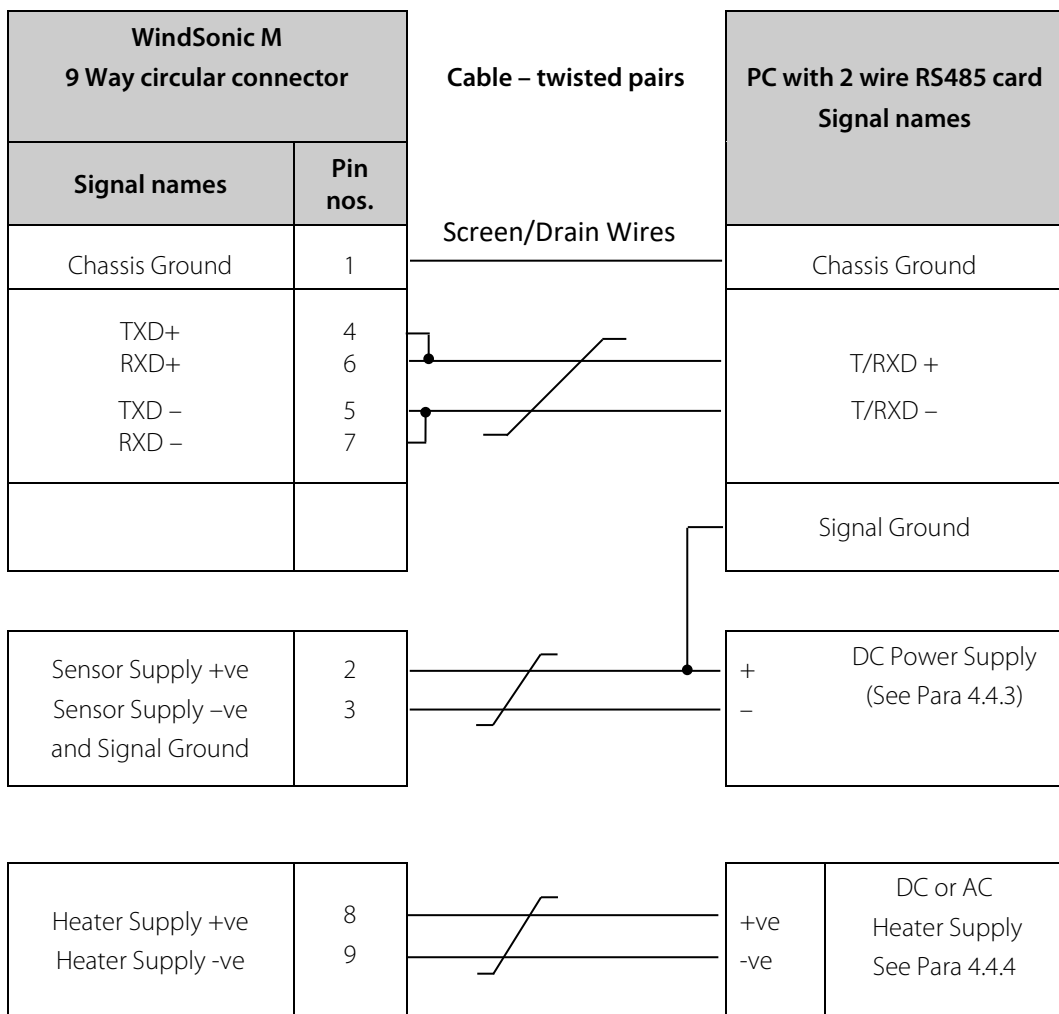 WindSonic M
9 Way circular connector
Cable – twisted pairs
PC with 2 wire RS485 card
Signal names
Signal names
Pin
nos.
Screen/Drain Wires
Chassis Ground
1
Chassis Ground
TXD+
4
RXD+
6
T/RXD +
TXD –
5
T/RXD –
RXD –
7
Signal Ground
Sensor Supply +ve
2
+
DC Power Supply
Sensor Supply –ve
3
–
(See Para 4.4.3)
and Signal Ground
Heater Supply +ve
8
+ve
DC or AC
Heater Supply -ve
9
-ve
Heater Supply
See Para 4.4.4